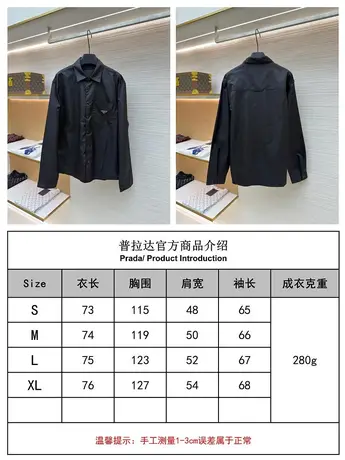 普拉达官方商品介绍
Prada/ Product Introduction
Size 衣长 胸围 肩宽 袖长 成衣克重
S 73 115 48 65
M 74 119 50 66
L 75 123 52 67
XL 76 127 54 68
280g
温馨提示：手工测量1-3cm误差属于正常